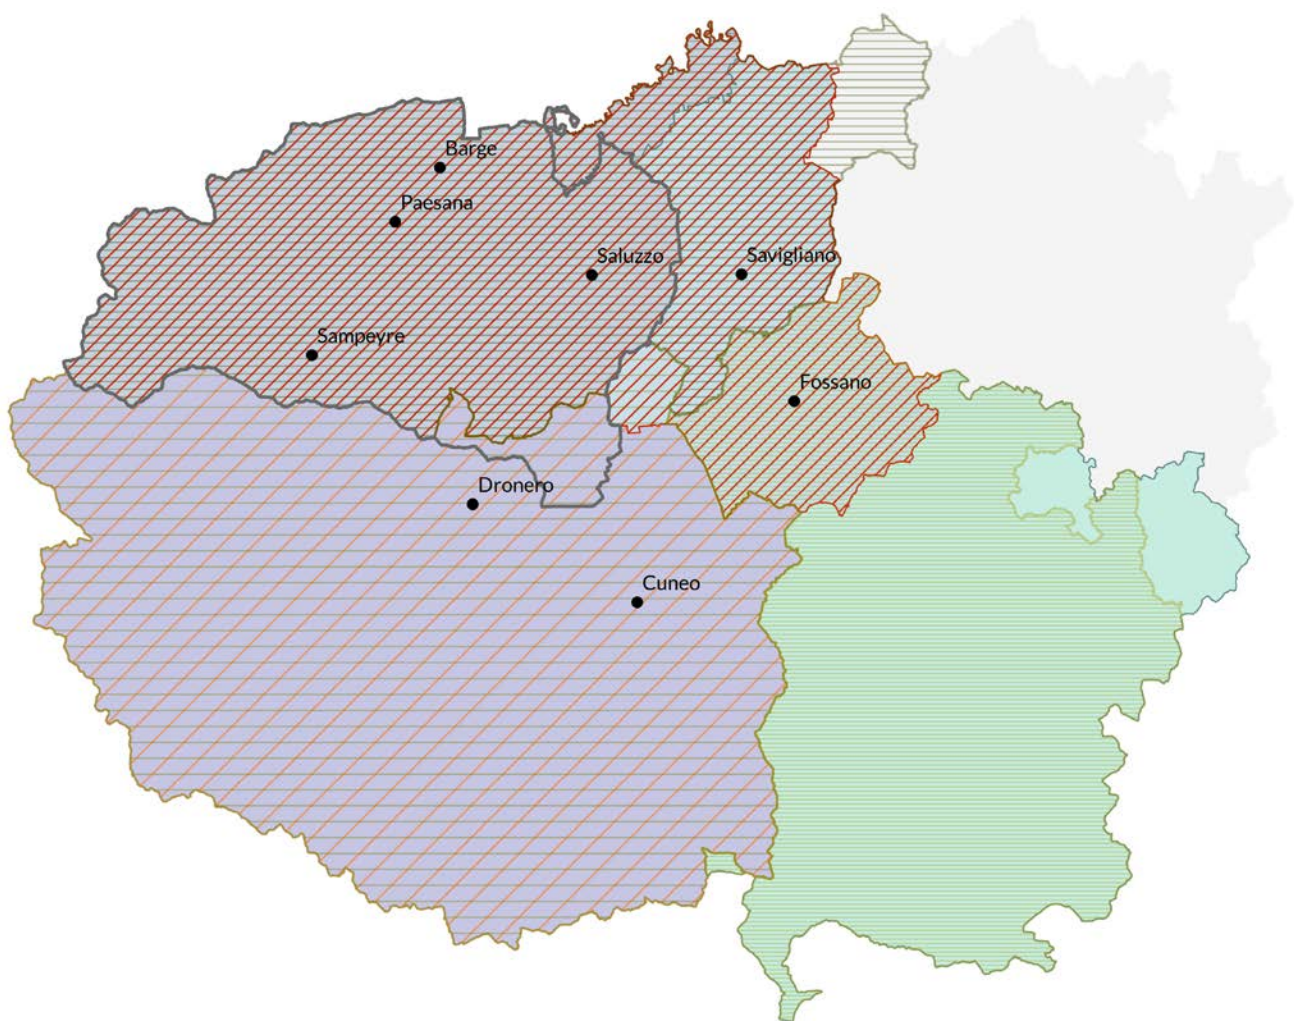 Barge
Paesana
Saluzzo
Savigliano
Sampeyre
Fossano
Dronero
Cuneo